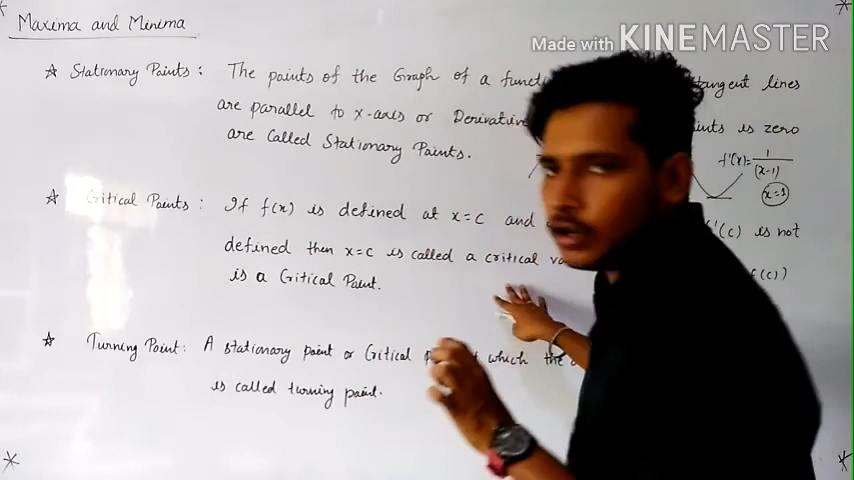 Made with KINEMASTER
Maxima and Minima
☆ Stationary Points : The points of the Graph of a functi tangent lines
are parallel to x-axis or Derivative ints is zero
are called Stationary Points.
f'(x) = 1/(x-1)
x=1
☆ Critical Points : If f(x) is defined at x=c and f'(c) is not
defined then x=c is called a critical va f(c))
is a Critical Point.
☆ Turning Point : A stationary point or Critical p which the
is called turning point.